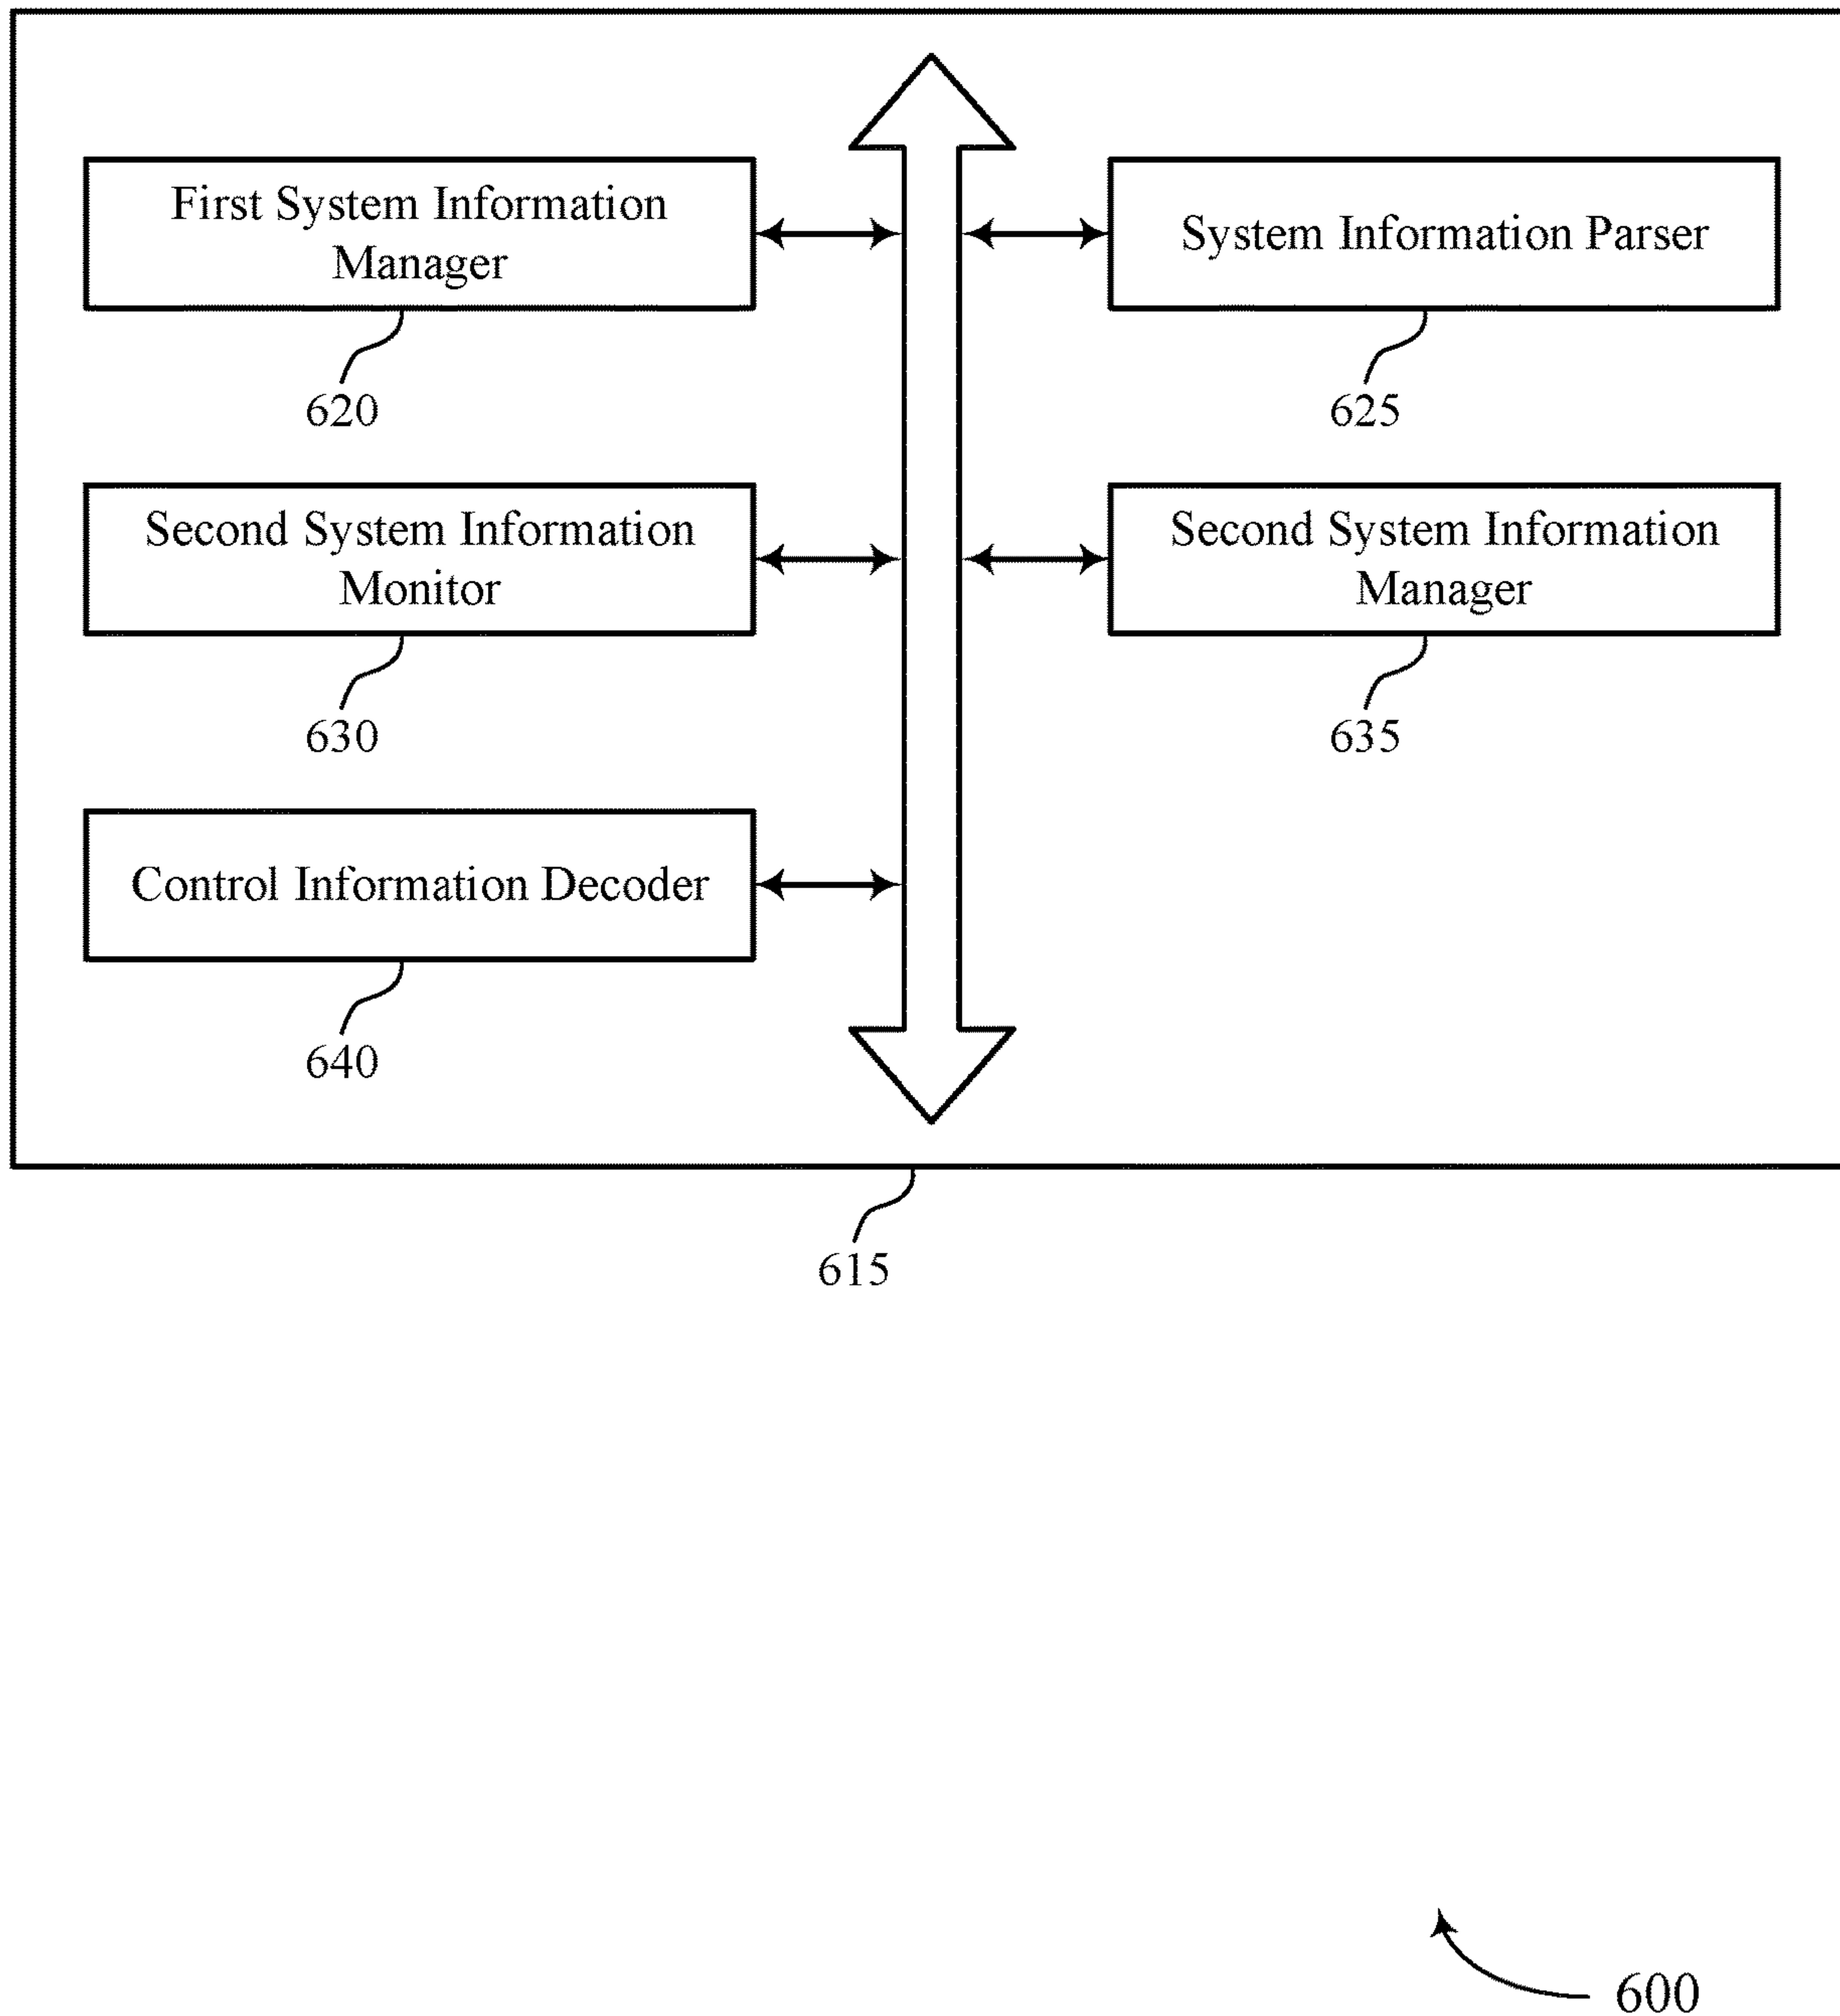 First System Information
Manager
620
System Information Parser
625
Second System Information
Monitor
630
Second System Information
Manager
635
Control Information Decoder
640
615
600